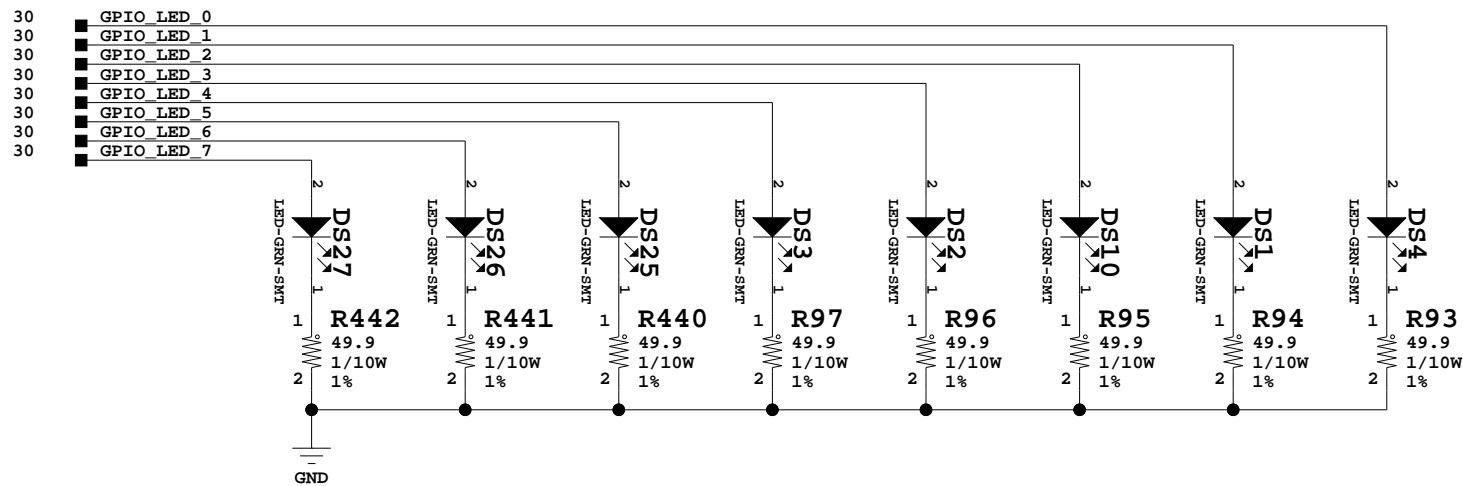 30 GPIO_LED_0
30 GPIO_LED_1
30 GPIO_LED_2
30 GPIO_LED_3
30 GPIO_LED_4
30 GPIO_LED_5
30 GPIO_LED_6
30 GPIO_LED_7
2 2 2 2 2 2 2 2
LED-GRN-SMT DS27 LED-GRN-SMT DS26 LED-GRN-SMT DS25 LED-GRN-SMT DS3 LED-GRN-SMT DS2 LED-GRN-SMT DS10 LED-GRN-SMT DS1 LED-GRN-SMT DS4
1 1 1 1 1 1 1 1
1 R442 1 R441 1 R440 1 R97 1 R96 1 R95 1 R94 1 R93
49.9 49.9 49.9 49.9 49.9 49.9 49.9 49.9
1/10W 1/10W 1/10W 1/10W 1/10W 1/10W 1/10W 1/10W
2 1% 2 1% 2 1% 2 1% 2 1% 2 1% 2 1% 2 1%
GND